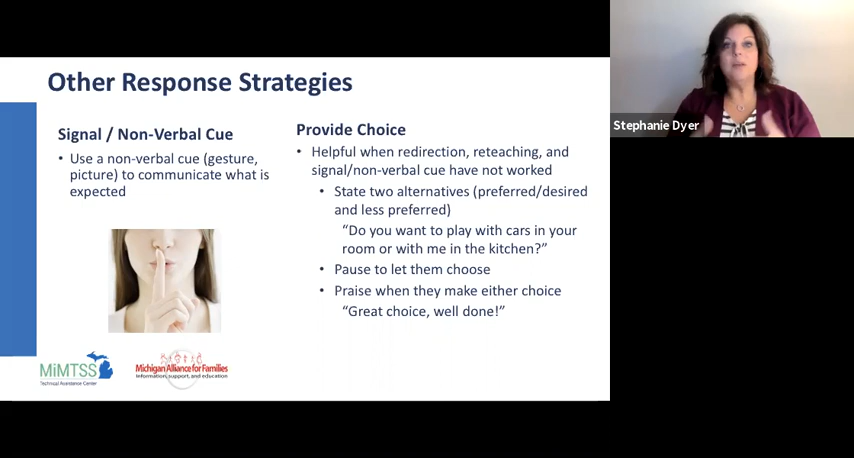 Other Response Strategies
Signal / Non-Verbal Cue
• Use a non-verbal cue (gesture,
picture) to communicate what is
expected
Provide Choice
• Helpful when redirection, reteaching, and
signal/non-verbal cue have not worked
• State two alternatives (preferred/desired
and less preferred)
“Do you want to play with cars in your
room or with me in the kitchen?”
• Pause to let them choose
• Praise when they make either choice
“Great choice, well done!”
MiMTSS
Technical Assistance Center
Michigan Alliance for Families
information, support, and education
Stephanie Dyer